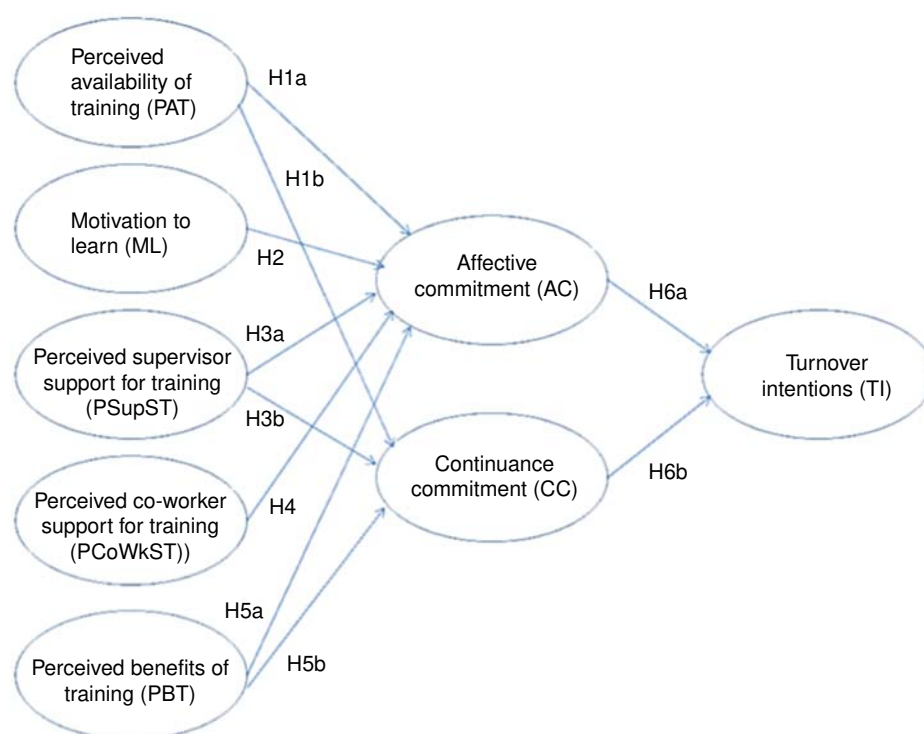 Perceived
availability of
training (PAT)
H1a
H1b
Motivation to
learn (ML)
H2
Affective
commitment (AC)
H6a
Perceived supervisor
support for training
(PSupST)
H3a
H3b
Turnover
intentions (TI)
Continuance
commitment (CC)
H6b
Perceived co-worker
support for training
(PCoWkST))
H4
H5a
Perceived benefits of
training (PBT)
H5b